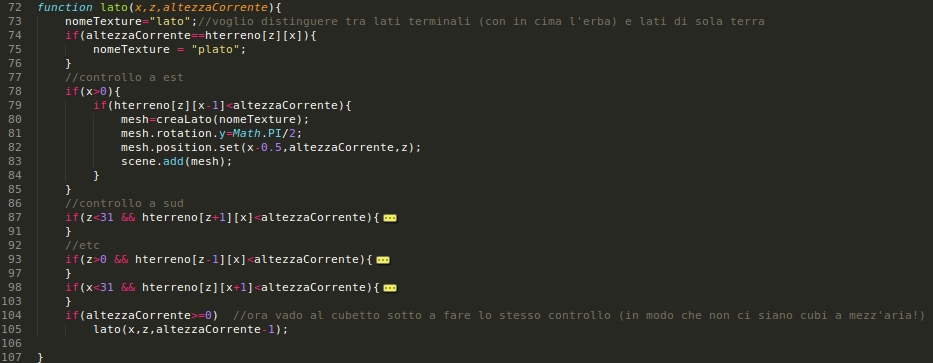 72 function lato(x,z,altezzaCorrente){
73 nomeTexture="lato";//voglio distinguere tra lati terminali (con in cima l'erba) e lati di sola terra
74 if(altezzaCorrente==hterreno[z][x]){
75 nomeTexture = "plato";
76 }
77 //controllo a est
78 if(x>0){
79 if(hterreno[z][x-1]<altezzaCorrente){
80 mesh=creaLato(nomeTexture);
81 mesh.rotation.y=Math.PI/2;
82 mesh.position.set(x-0.5,altezzaCorrente,z);
83 scene.add(mesh);
84 }
85 }
86 //controllo a sud
87 if(z<31 && hterreno[z+1][x]<altezzaCorrente){
91 }
92 //etc
93 if(z>0 && hterreno[z-1][x]<altezzaCorrente){
97 }
98 if(x<31 && hterreno[z][x+1]<altezzaCorrente){
103 }
104 if(altezzaCorrente>=0) //ora vado al cubetto sotto a fare lo stesso controllo (in modo che non ci siano cubi a mezz'aria!)
105 lato(x,z,altezzaCorrente-1);
106
107 }